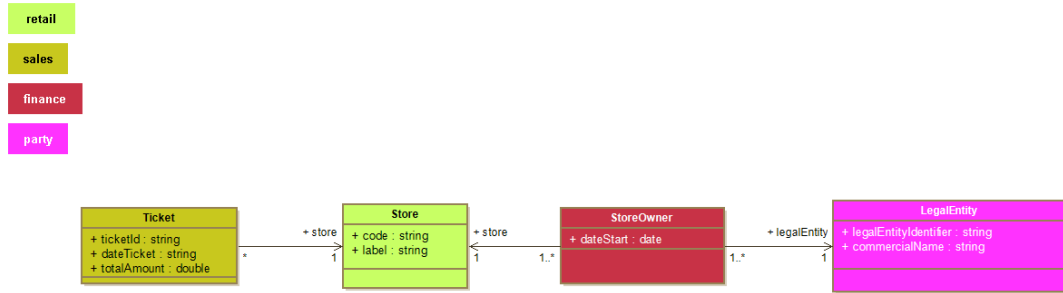 retail
sales
finance
party
Ticket
+ ticketId : string
+ dateTicket : string
+ totalAmount : double
+ store
*
1
Store
+ code : string
+ label : string
+ store
1
1..*
StoreOwner
+ dateStart : date
+ legalEntity
1..*
1
LegalEntity
+ legalEntityIdentifier : string
+ commercialName : string